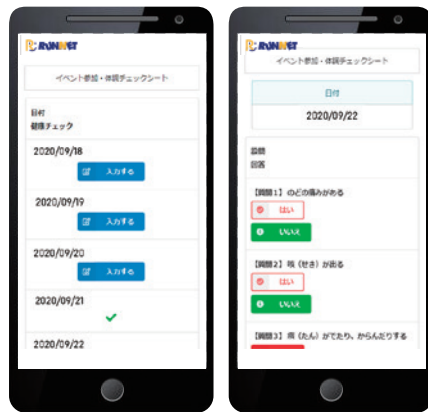 RUNNET
イベント参加・体調チェックシート
日付
健康チェック
2020/09/18
入力する
2020/09/19
入力する
2020/09/20
入力する
2020/09/21
2020/09/22
RUNNET
イベント参加・体調チェックシート
日付
2020/09/22
設問
回答
【質問1】のどの痛みがある
はい
いいえ
【質問2】咳(せき)が出る
はい
いいえ
【質問3】痰(たん)がでたり、からんだりする